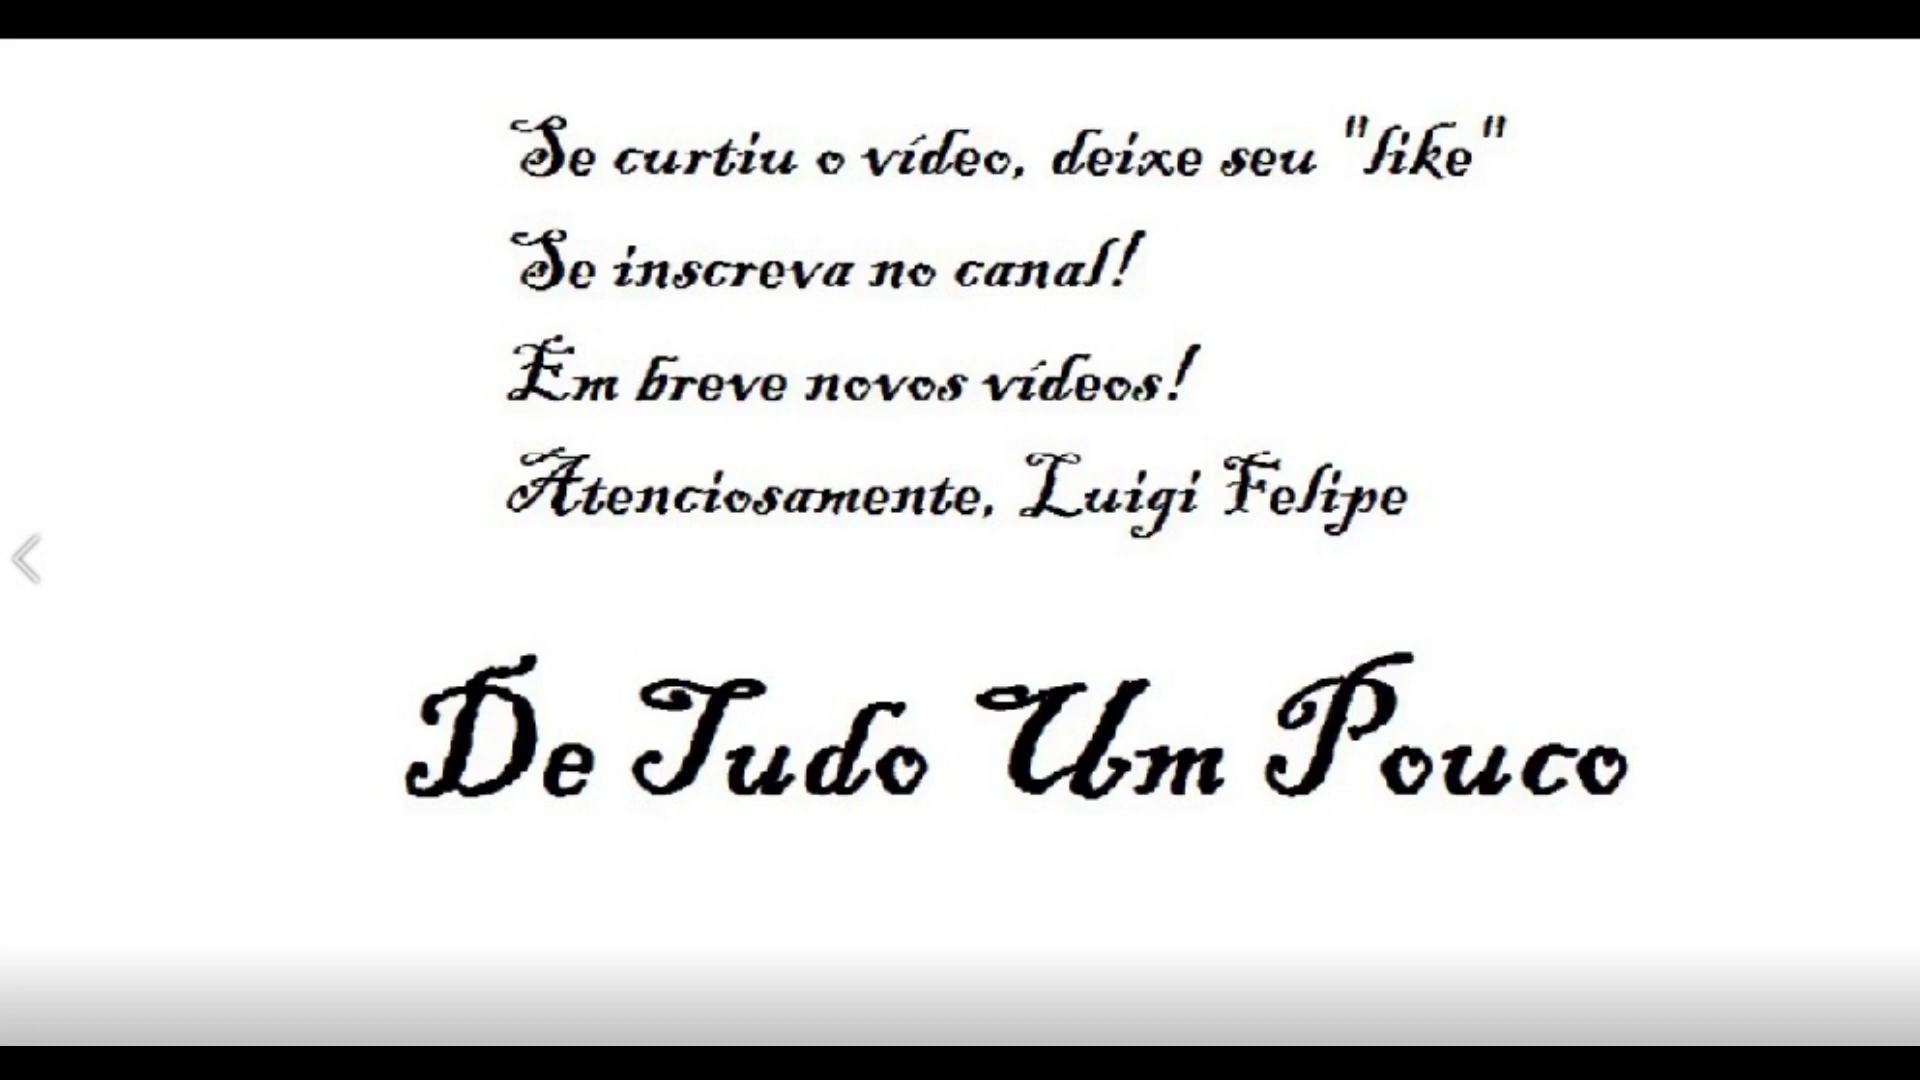 Se curtiu o vídeo, deixe seu "like"
Se inscreva no canal!
Em breve novos vídeos!
Atenciosamente, Luigi Felipe
De Tudo Um Pouco